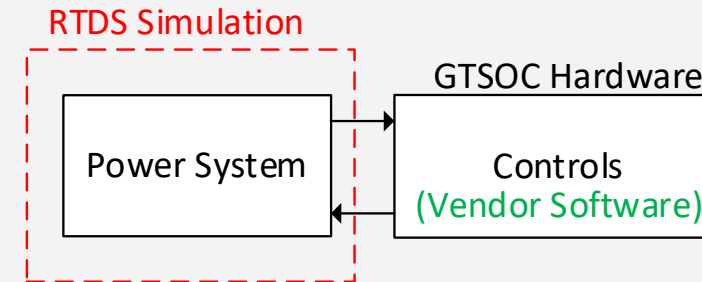 RTDS Simulation
GTSOC Hardware
Power System
Controls
(Vendor Software)